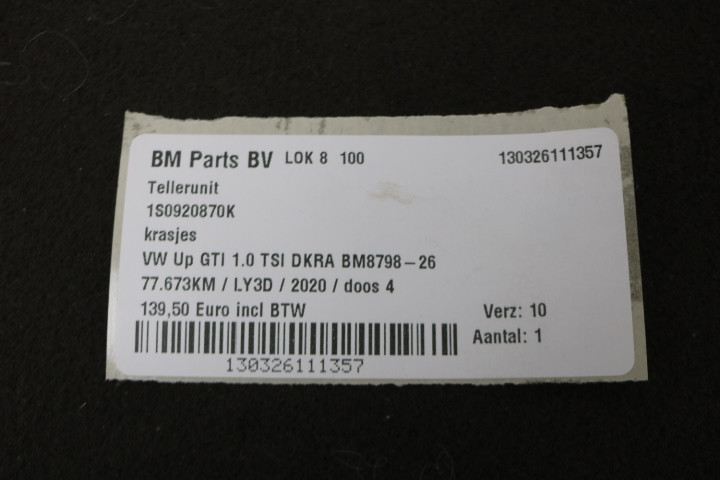 BM Parts BV LOK 8 100 130326111357
Tellerunit
1S0920870K
krasjes
VW Up GTI 1.0 TSI DKRA BM8798-26
77.673KM / LY3D / 2020 / doos 4
139,50 Euro incl BTW Verz: 10
Aantal: 1
130326111357